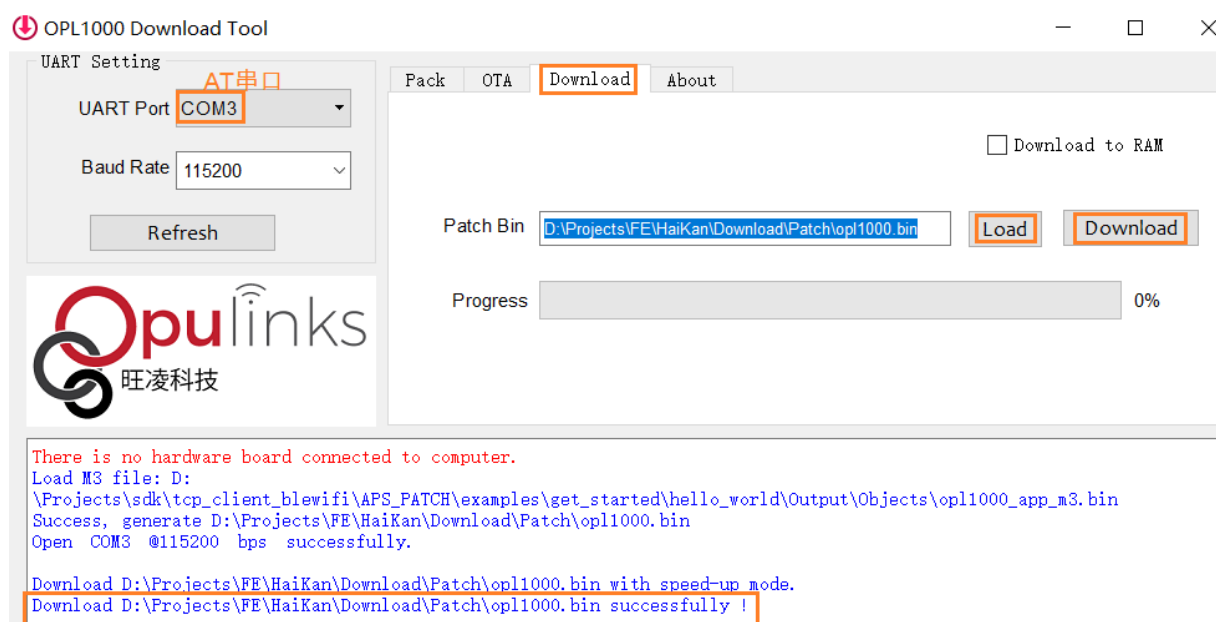 OPL1000 Download Tool
UART Setting
AT串口
UART Port COM3
Baud Rate 115200
Refresh
Opulinks
旺凌科技
Pack OTA Download About
Download to RAM
Patch Bin D:\Projects\FE\HaiKan\Download\Patch\opl1000.bin Load Download
Progress 0%
There is no hardware board connected to computer.
Load M3 file: D:
\Projects\sdk\tcp_client_blewifi\APS_PATCH\examples\get_started\hello_world\Output\Objects\opl1000_app_m3.bin
Success, generate D:\Projects\FE\HaiKan\Download\Patch\opl1000.bin
Open COM3 @115200 bps successfully.
Download D:\Projects\FE\HaiKan\Download\Patch\opl1000.bin with speed-up mode.
Download D:\Projects\FE\HaiKan\Download\Patch\opl1000.bin successfully !